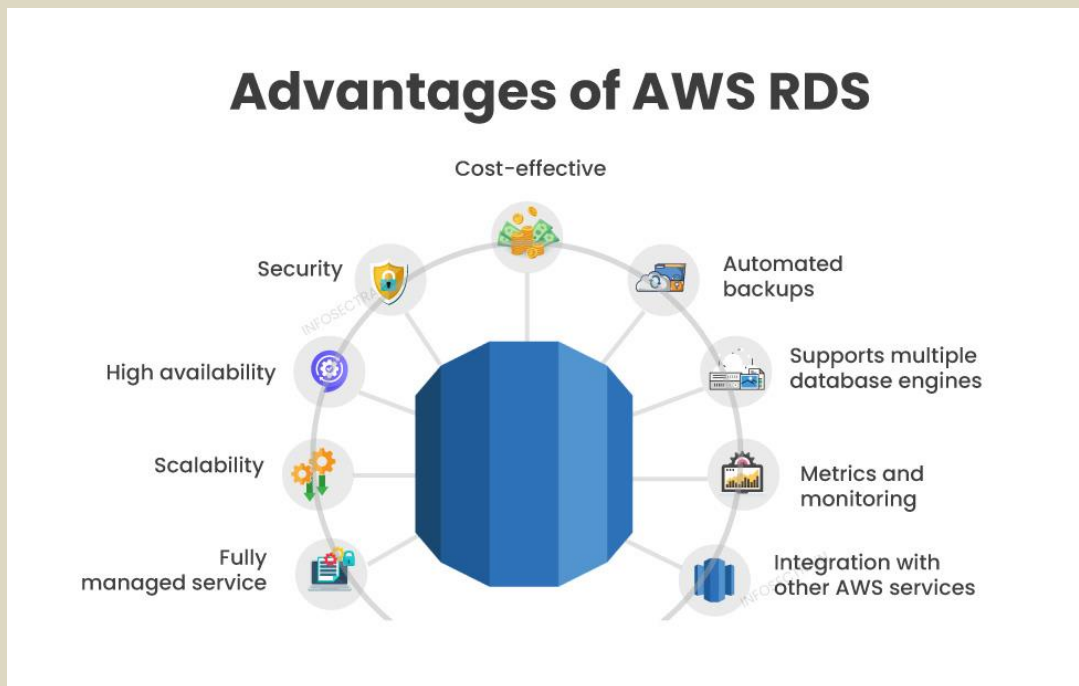 Advantages of AWS RDS
Cost-effective
Security
Automated
backups
High availability
Supports multiple
database engines
Scalability
Metrics and
monitoring
Fully
managed service
Integration with
other AWS services